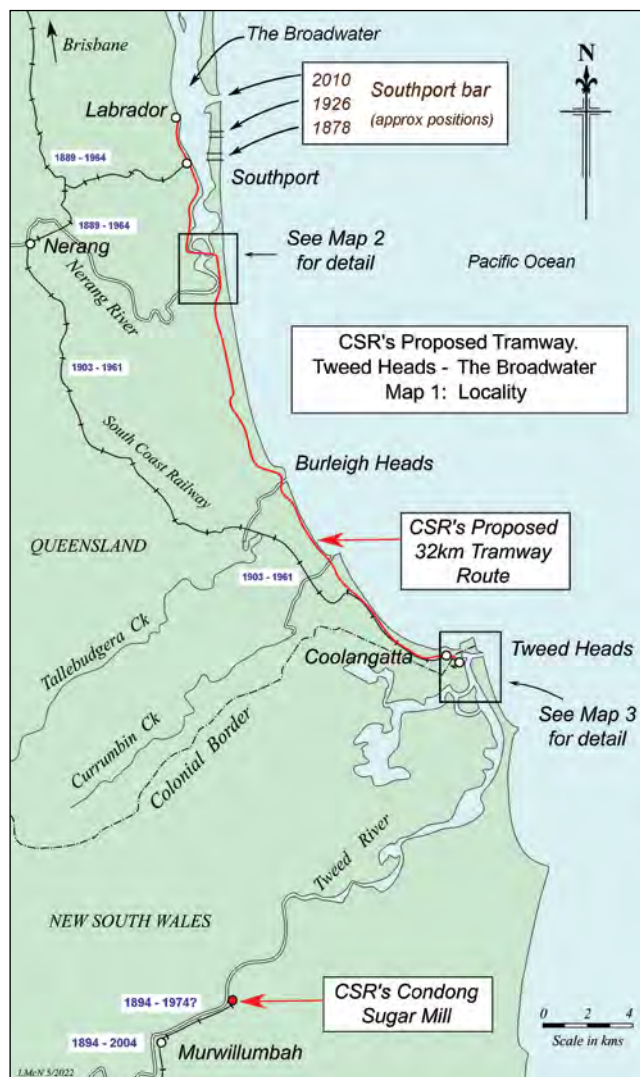 Brisbane
The Broadwater
N
2010
1926
1878
Southport bar
(approx positions)
Labrador
1889 - 1964
Southport
1889 - 1964
Nerang
See Map 2
for detail
Pacific Ocean
Nerang River
CSR's Proposed Tramway.
Tweed Heads - The Broadwater
Map 1: Locality
1903 - 1961
South Coast Railway
Burleigh Heads
QUEENSLAND
CSR's Proposed
32km Tramway
Route
1903 - 1961
Tallebudgera Ck
Coolangatta
Tweed Heads
Currumbin Ck
Colonial Border
See Map 3
for detail
Tweed River
NEW SOUTH WALES
1894 - 1974?
CSR's Condong
Sugar Mill
1894 - 2004
Murwillumbah
0 2 4
Scale in kms
J.McN 5/2022